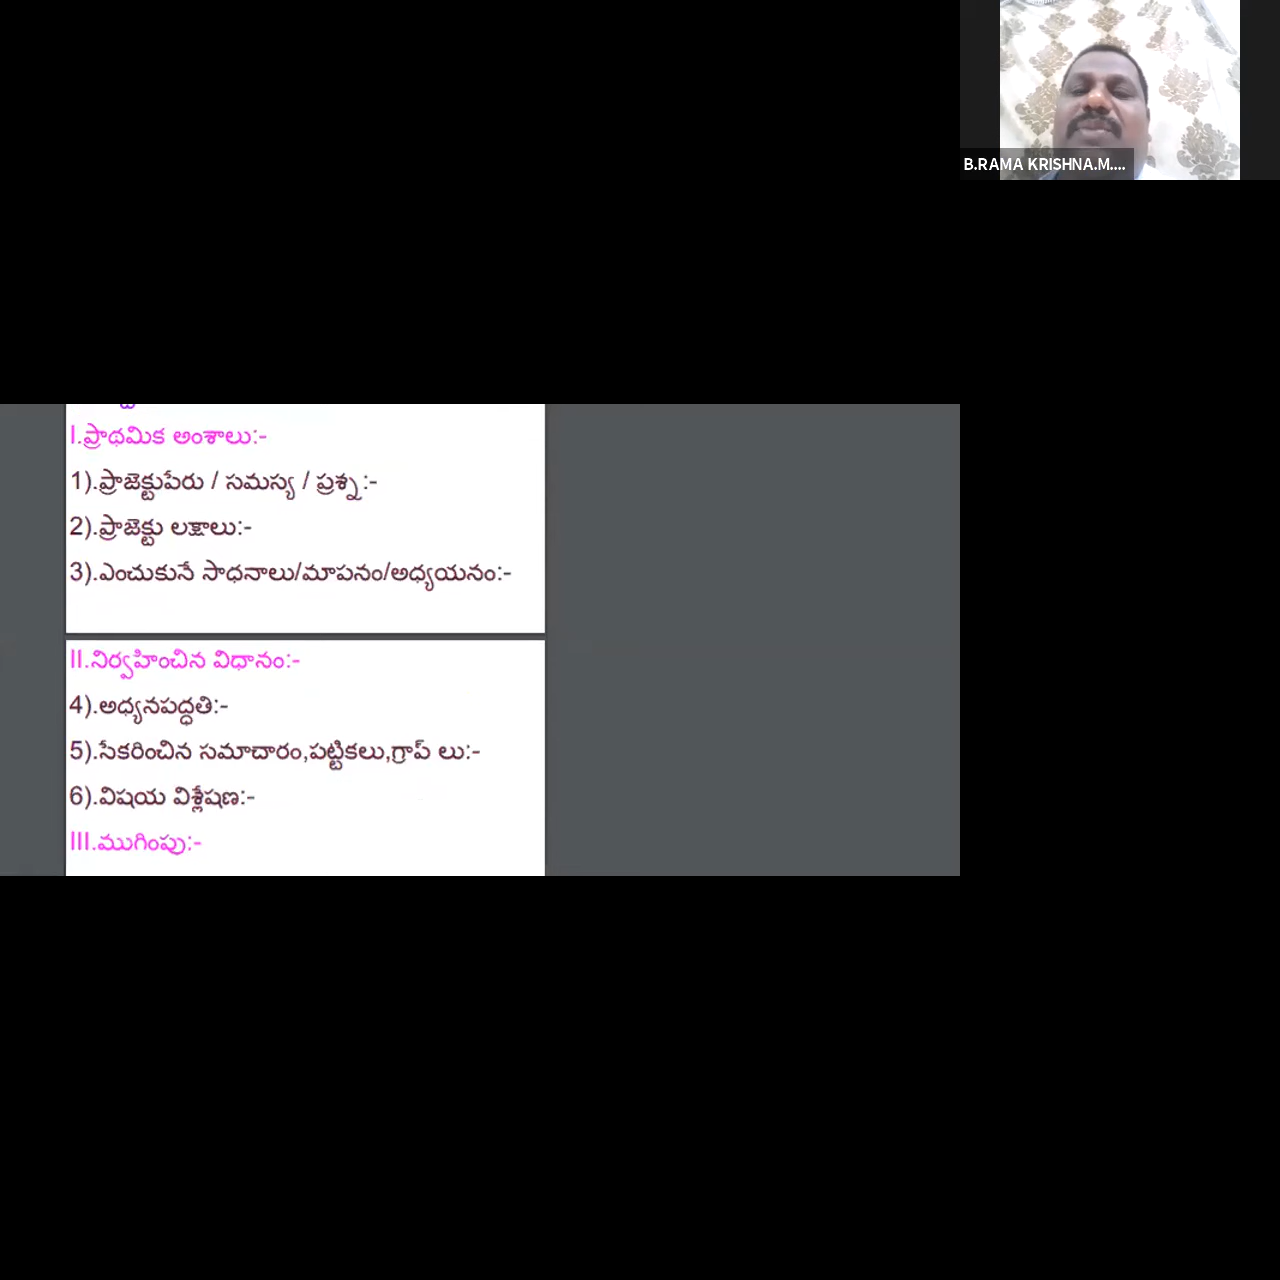 B.RAMA KRISHNA.M....
I.ప్రాథమిక అంశాలు:-
1).ప్రాజెక్టుపేరు / సమస్య / ప్రశ్న:-
2).ప్రాజెక్టు లక్షాలు:-
3).ఎంచుకునే సాధనాలు/మాపనం/అధ్యయనం:-
II.నిర్వహించిన విధానం:-
4).అధ్యనపద్ధతి:-
5).సేకరించిన సమాచారం,పట్టికలు,గ్రాప్ లు:-
6).విషయ విశ్లేషణ:-
III.ముగింపు:-